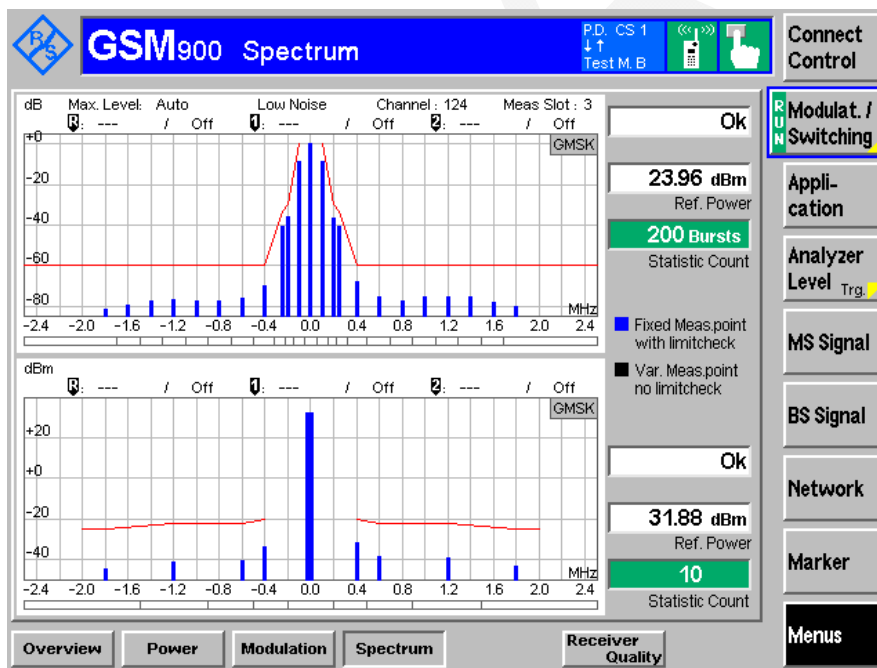 R/S
GSM900 Spectrum
P.D. CS 1
↓↑
Test M. B
Connect
Control
dB Max. Level: Auto Low Noise Channel : 124 Meas Slot : 3
R: --- / Off 1: --- / Off 2: --- / Off
+0
GMSK
-20
-40
-60
-80
MHz
-2.4 -2.0 -1.6 -1.2 -0.8 -0.4 0.0 0.4 0.8 1.2 1.6 2.0 2.4
Ok
23.96 dBm
Ref. Power
200 Bursts
Statistic Count
Fixed Meas.point
with limitcheck
Var. Meas.point
no limitcheck
dBm
R: --- / Off 1: --- / Off 2: --- / Off
GMSK
+20
+0
-20
-40
MHz
-2.4 -2.0 -1.6 -1.2 -0.8 -0.4 0.0 0.4 0.8 1.2 1.6 2.0 2.4
Ok
31.88 dBm
Ref. Power
10
Statistic Count
RUN
Modulat. /
Switching
Appli-
cation
Analyzer
Level Trg.
MS Signal
BS Signal
Network
Marker
Menus
Overview Power Modulation Spectrum Receiver
Quality